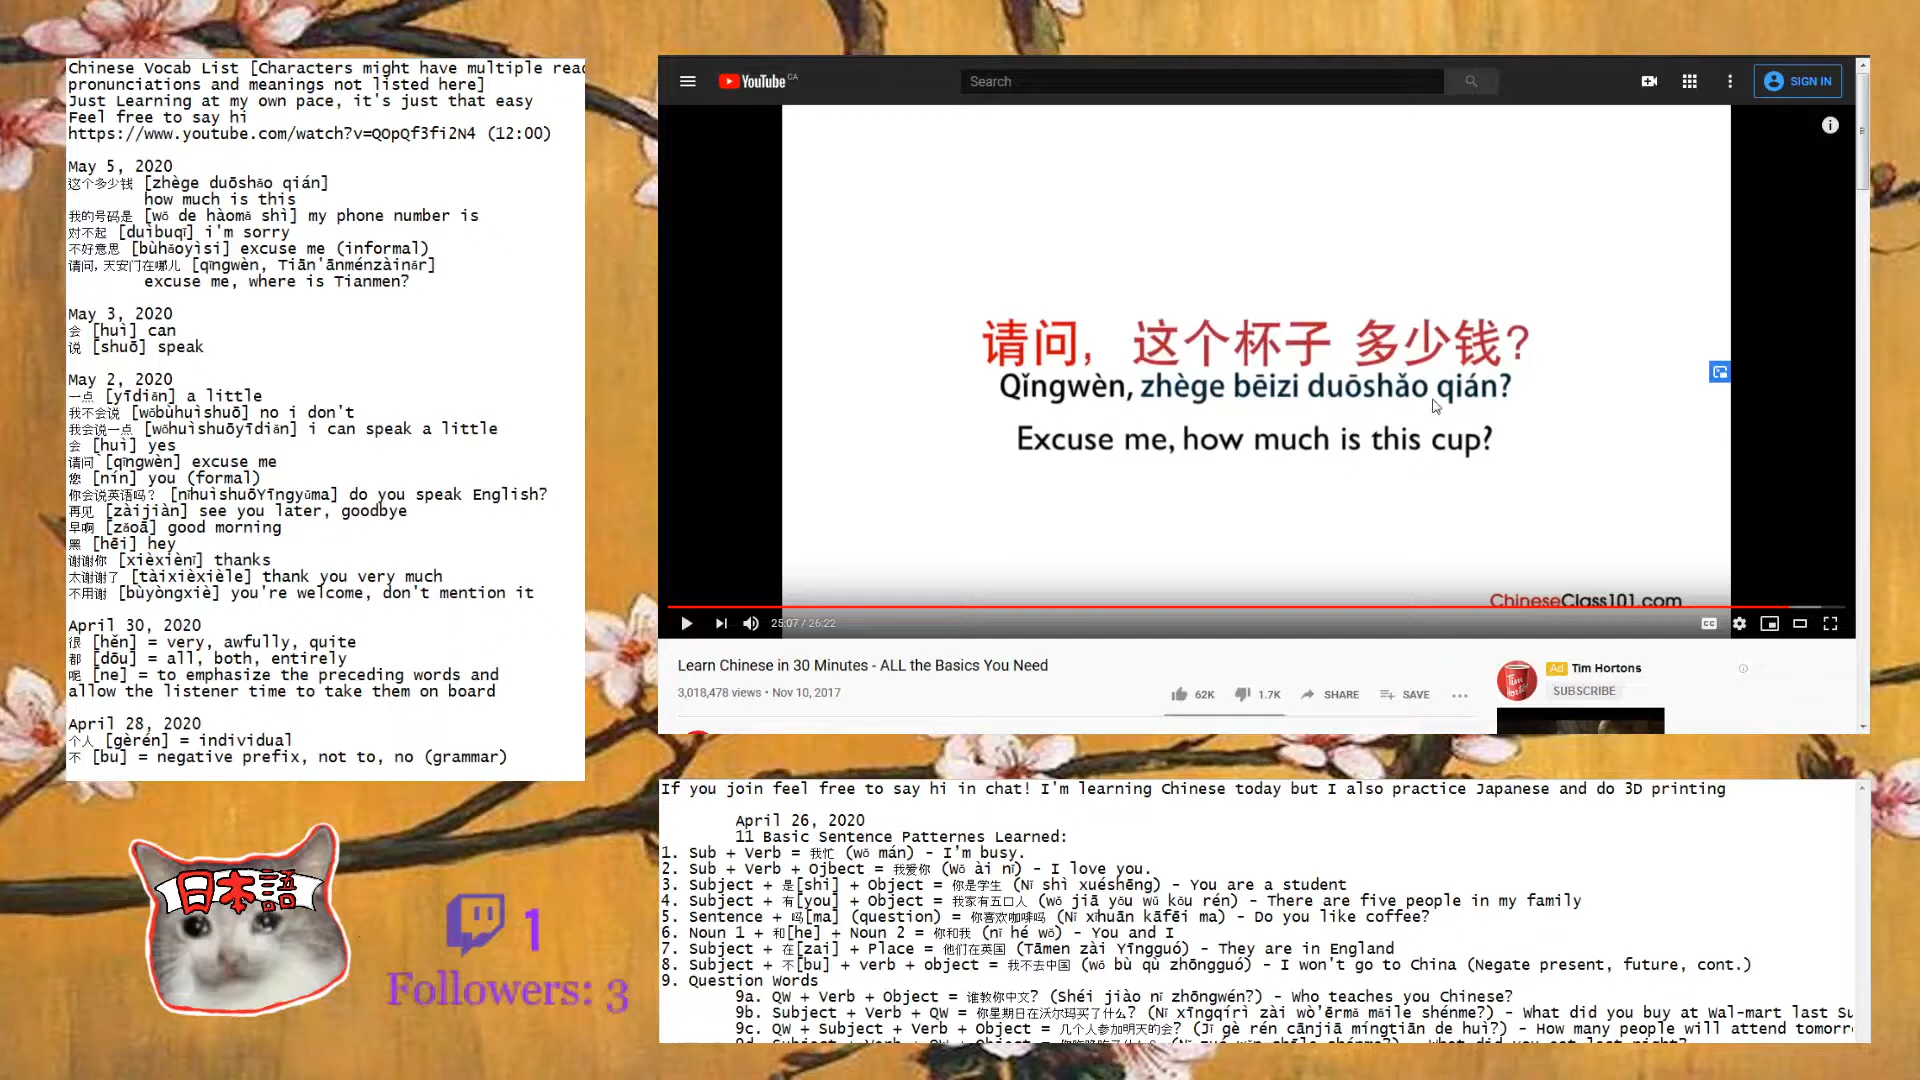 Chinese Vocab List [Characters might have multiple read
pronunciations and meanings not listed here]
Just Learning at my own pace, it's just that easy
Feel free to say hi
https://www.youtube.com/watch?v=QOpQf3fi2N4 (12:00)
May 5, 2020
这个多少钱 [zhège duōshǎo qián]
how much is this
我的号码是 [wǒ de hàomǎ shì] my phone number is
对不起 [duìbuqǐ] i'm sorry
不好意思 [bùhǎoyìsi] excuse me (informal)
请问,天安门在哪儿 [qǐngwèn, Tiān'ānménzàinǎr]
excuse me, where is Tianmen?
May 3, 2020
会 [huì] can
说 [shuō] speak
May 2, 2020
一点 [yīdiǎn] a little
我不会说 [wǒbùhuìshuō] no i don't
我会说一点 [wǒhuìshuōyīdiǎn] i can speak a little
会 [huì] yes
请问` [qǐngwèn] excuse me
您 [nín] you (formal)
你会说英语吗? [nǐhuìshuōYīngyǔma] do you speak English?
再见 [zàijiàn] see you later, goodbye
早啊 [zǎoā] good morning
黑 [hēi] hey
谢谢你 [xièxiènǐ] thanks
太谢谢了 [tàixièxièle] thank you very much
不用谢 [bùyòngxiè] you're welcome, don't mention it
April 30, 2020
很 [hěn] = very, awfully, quite
都 [dōu] = all, both, entirely
呢 [ne] = to emphasize the preceding words and
allow the listener time to take them on board
April 28, 2020
个人 [gèrén] = individual
不 [bu] = negative prefix, not to, no (grammar)
YouTube CA
Search
SIGN IN
请问, 这个杯子 多少钱?
Qǐngwèn, zhège bēizi duōshǎo qián?
Excuse me, how much is this cup?
ChineseClass101.com
25:07 / 26:22
CC
Learn Chinese in 30 Minutes - ALL the Basics You Need
3,018,478 views • Nov 10, 2017
62K 1.7K SHARE SAVE
Ad Tim Hortons
SUBSCRIBE
If you join feel free to say hi in chat! I'm learning Chinese today but I also practice Japanese and do 3D printing
April 26, 2020
11 Basic Sentence Patternes Learned:
1. Sub + Verb = 我忙 (wǒ mán) - I'm busy.
2. Sub + Verb + Ojbect = 我爱你 (Wǒ ài nǐ) - I love you.
3. Subject + 是[shi] + Object = 你是学生 (Nǐ shì xuéshēng) - You are a student
4. Subject + 有[you] + Object = 我家有五口人 (wǒ jiā yǒu wǔ kǒu rén) - There are five people in my family
5. Sentence + 吗[ma] (question) = 你喜欢咖啡吗 (Nǐ xǐhuān kāfēi ma) - Do you like coffee?
6. Noun 1 + 和[he] + Noun 2 = 你和我 (nǐ hé wǒ) - You and I
7. Subject + 在[zai] + Place = 他们在英国 (Tāmen zài Yīngguó) - They are in England
8. Subject + 不[bu] + verb + object = 我不去中国 (wǒ bù qù zhōngguó) - I won't go to China (Negate present, future, cont.)
9. Question Words
9a. QW + Verb + Object = 谁教你中文? (Shéi jiào nǐ zhōngwén?) - Who teaches you Chinese?
9b. Subject + Verb + QW = 你星期日在沃尔玛买了什么? (Nǐ xīngqírì zài wò'ērmǎ mǎile shénme?) - What did you buy at Wal-mart last Su
9c. QW + Subject + Verb + Object = 几个人参加明天的会? (Jǐ gè rén cānjiā míngtiān de huì?) - How many people will attend tomorr
日本語
1
Followers: 3